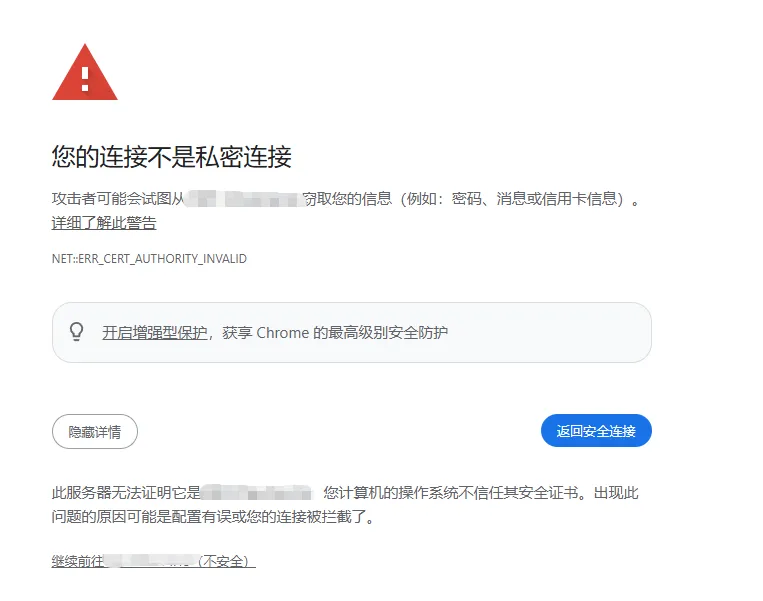 您的连接不是私密连接
攻击者可能会试图从窃取您的信息（例如：密码、消息或信用卡信息）。
详细了解此警告
NET::ERR_CERT_AUTHORITY_INVALID
开启增强型保护，获享 Chrome 的最高级别安全防护
隐藏详情
返回安全连接
此服务器无法证明它是 您计算机的操作系统不信任其安全证书。出现此
问题的原因可能是配置有误或您的连接被拦截了。
继续前往（不安全）